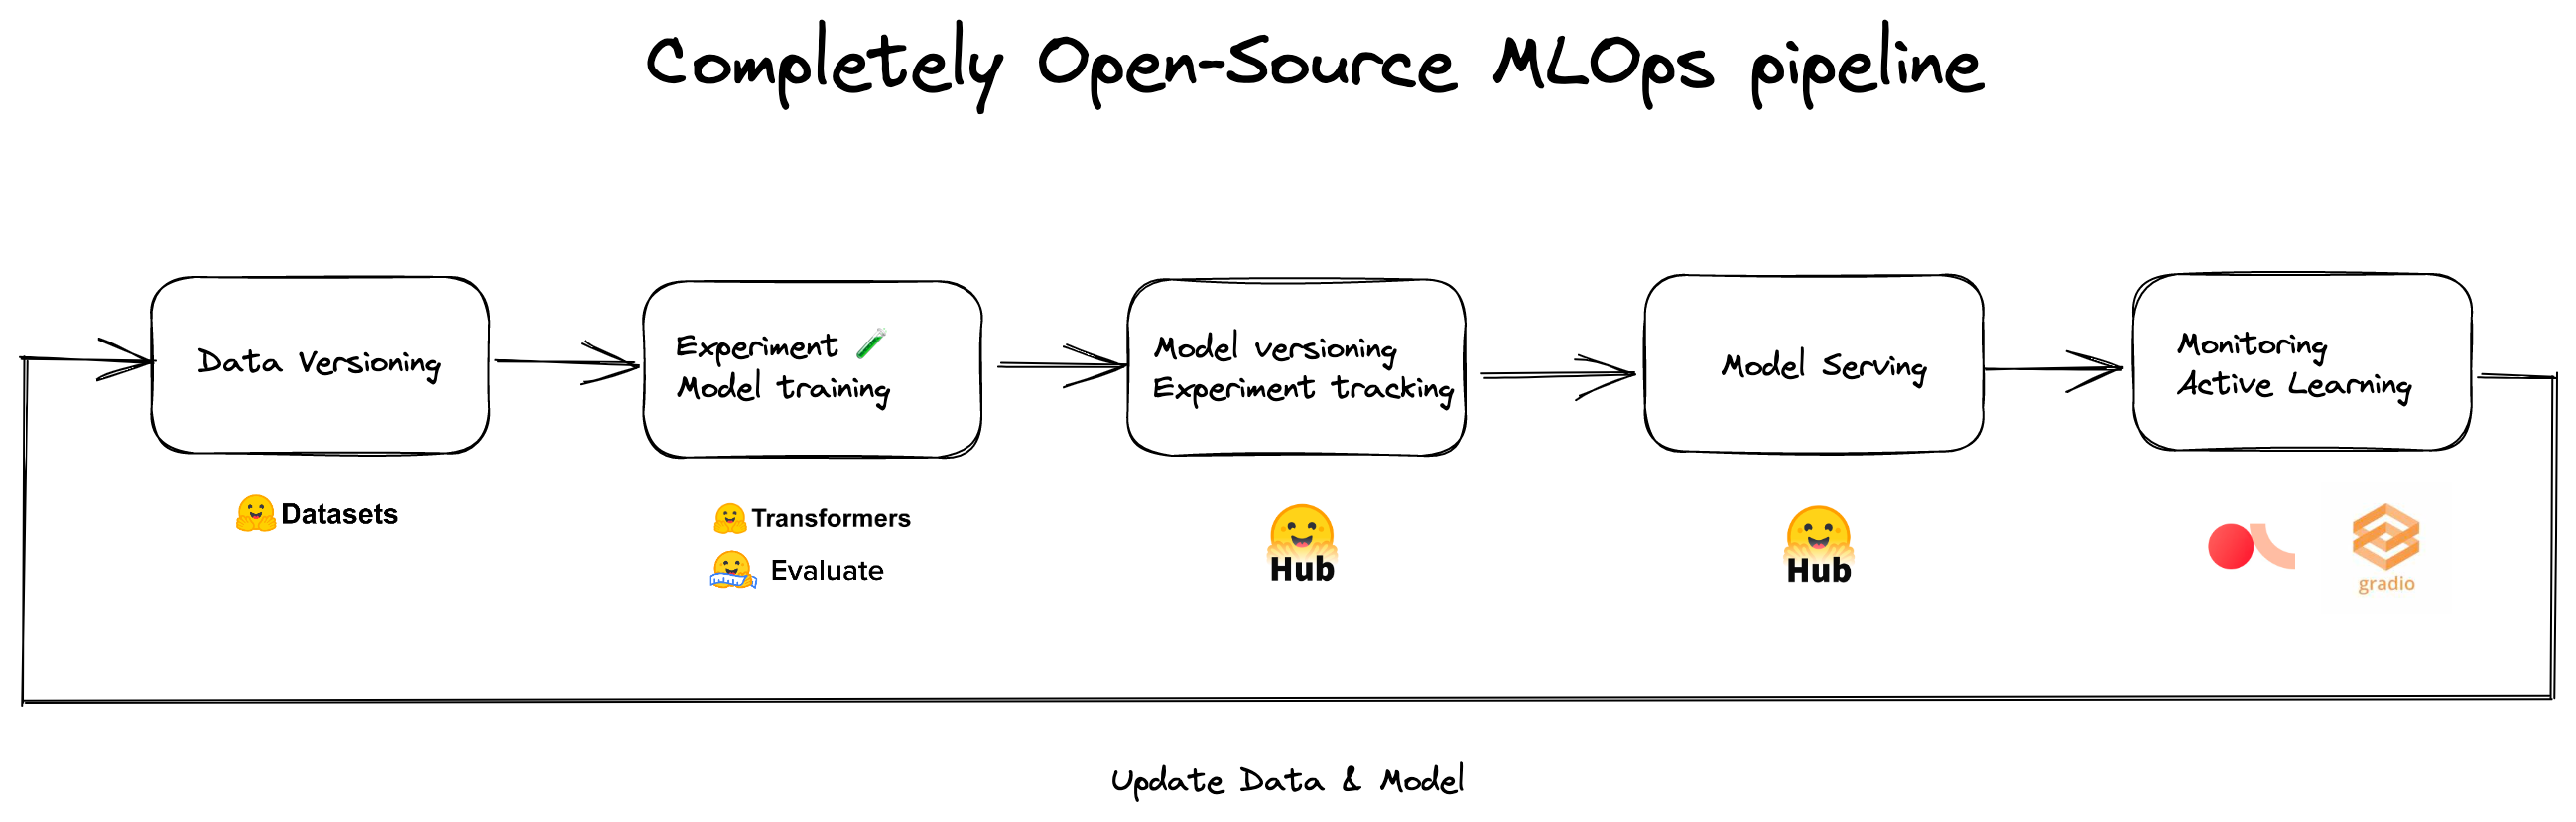 Completely Open-Source MLOps pipeline
Data Versioning
Experiment
Model training
Model versioning
Experiment tracking
Model Serving
Monitoring
Active Learning
Datasets
Transformers
Evaluate
Hub
Hub
gradio
Update Data & Model